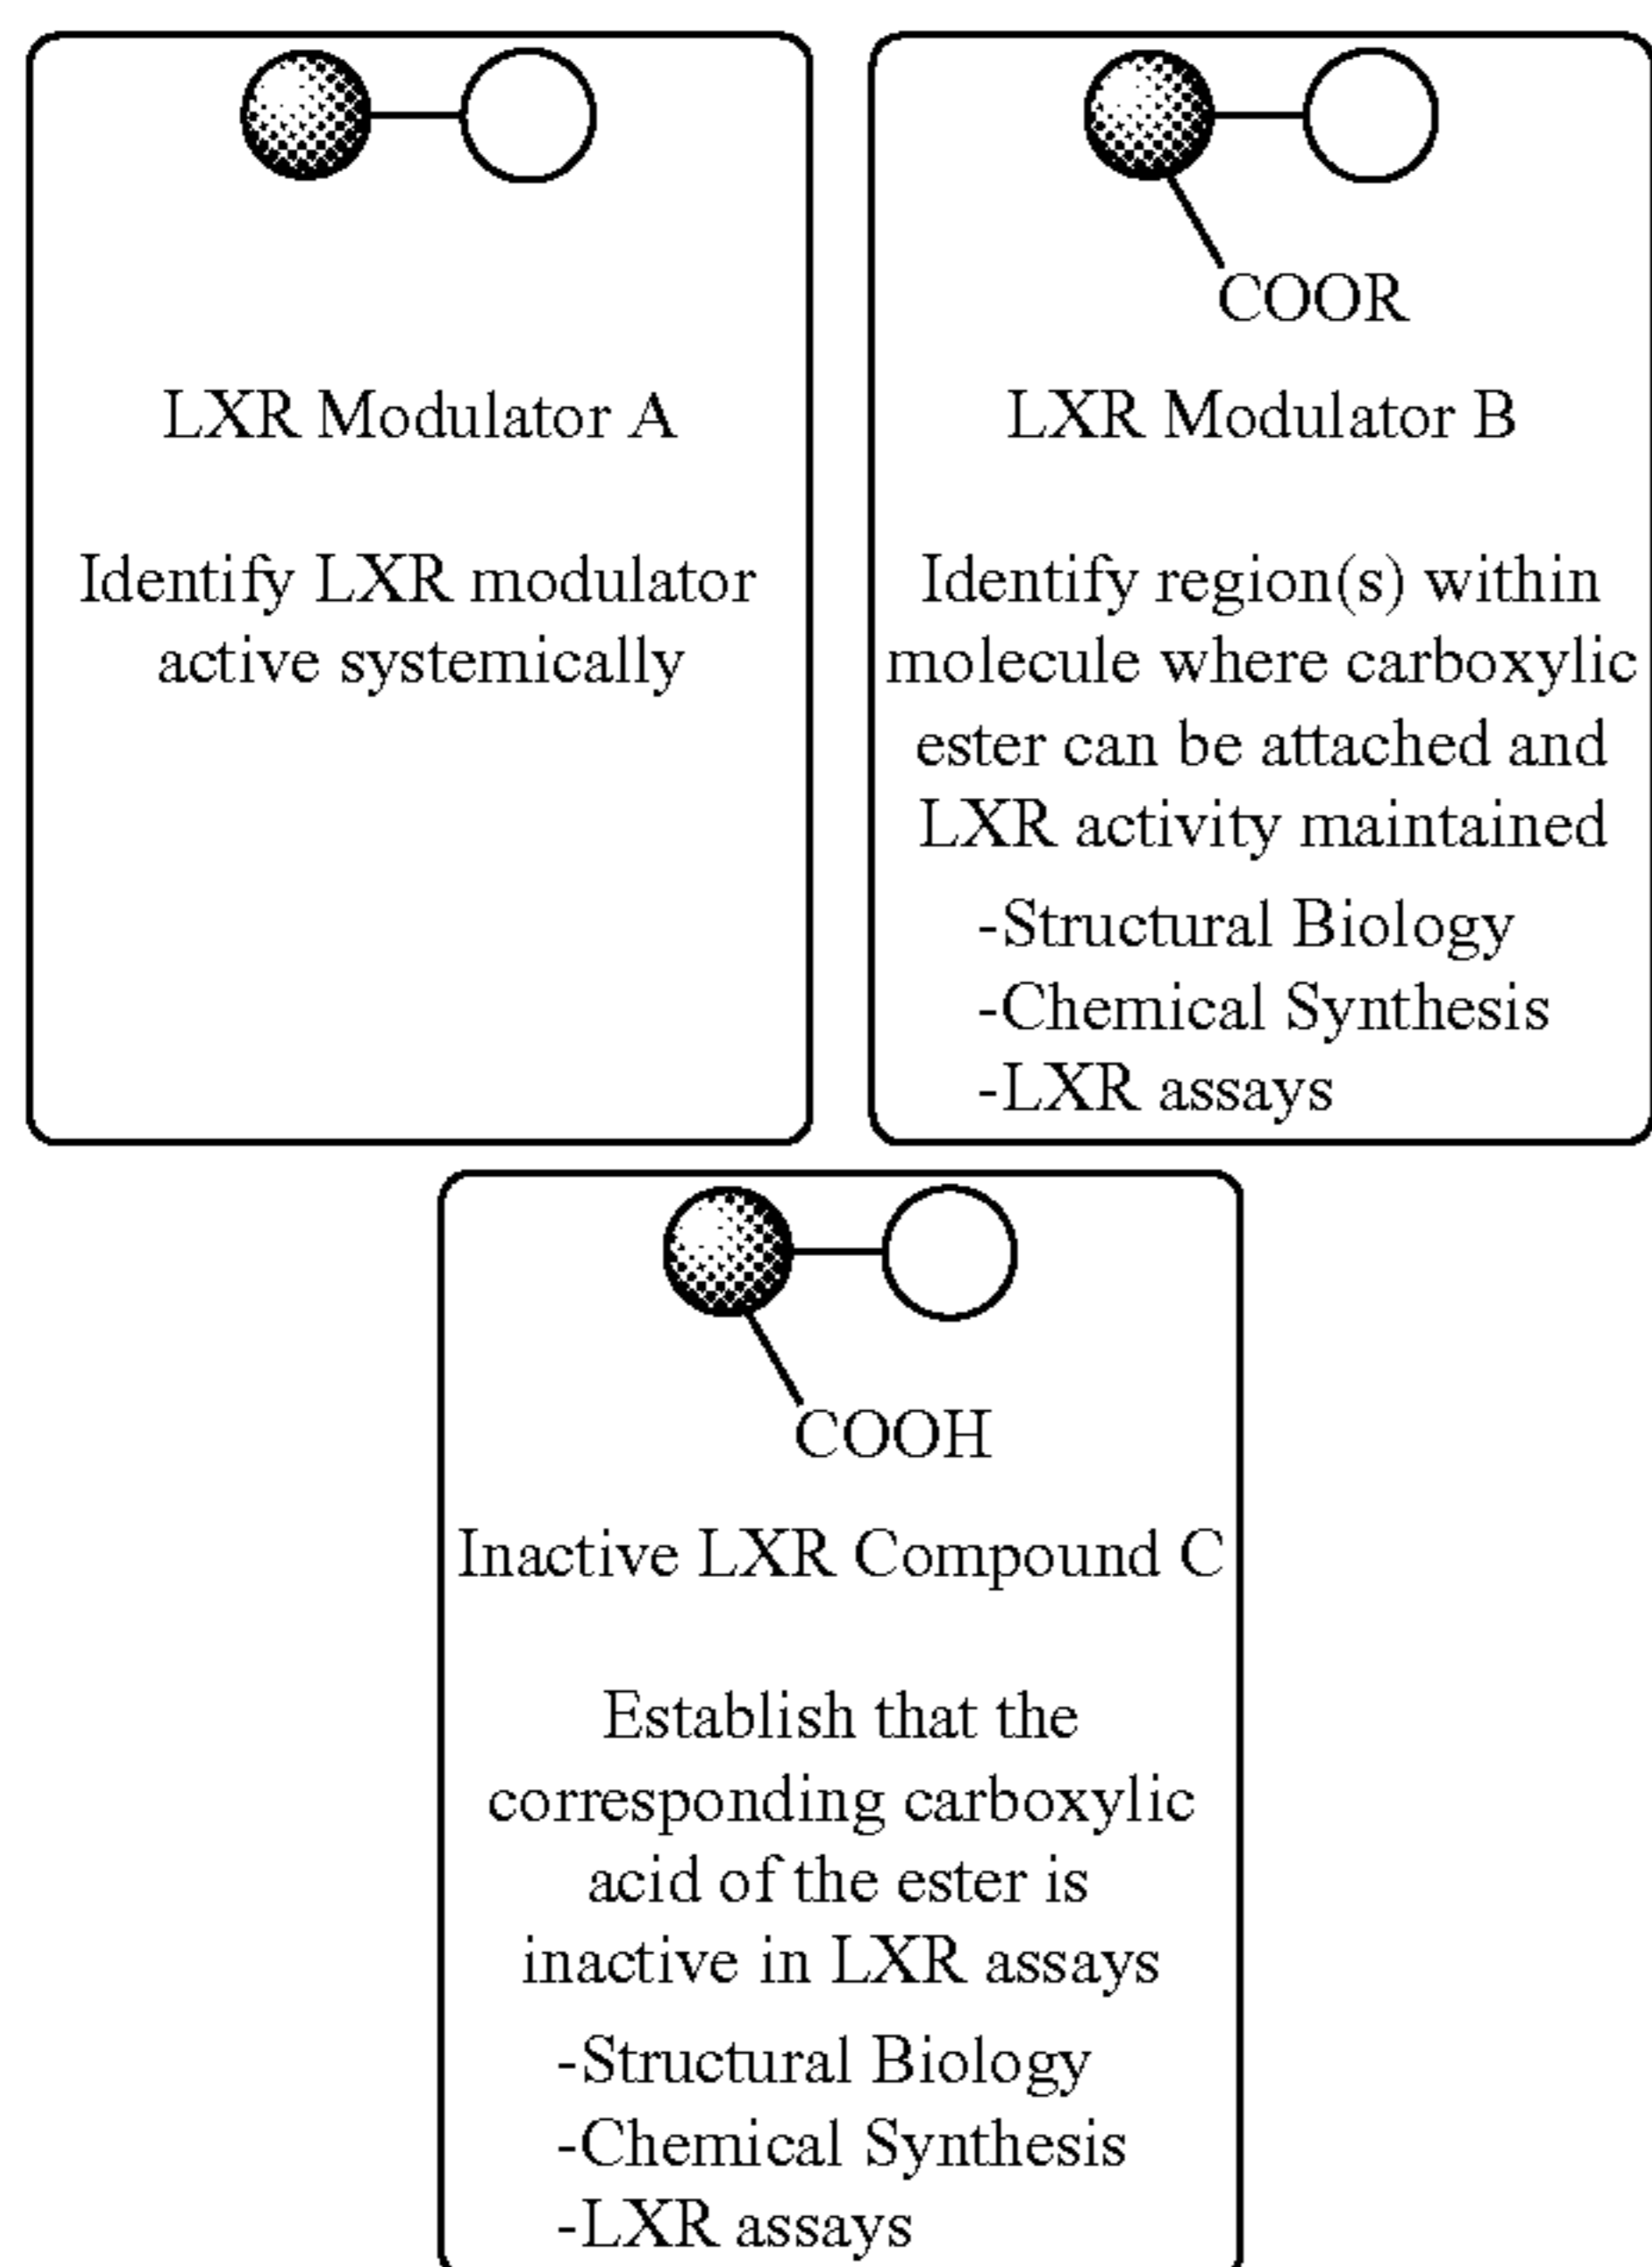 LXR Modulator A
Identify LXR modulator
active systemically
COOR
LXR Modulator B
Identify region(s) within
molecule where carboxylic
ester can be attached and
LXR activity maintained
-Structural Biology
-Chemical Synthesis
-LXR assays
COOH
Inactive LXR Compound C
Establish that the
corresponding carboxylic
acid of the ester is
inactive in LXR assays
-Structural Biology
-Chemical Synthesis
-LXR assays